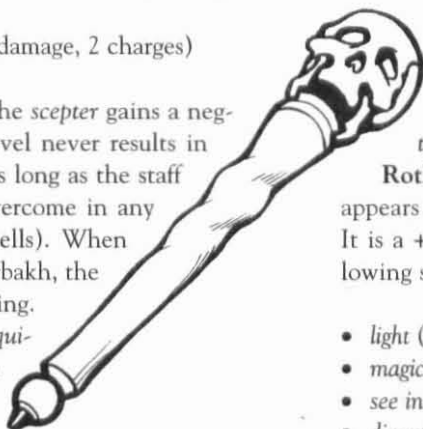 damage, 2 charges)
he scepter gains a neg-
vel never results in
s long as the staff
vercome in any
ells). When
bakh, the
ing.
qui-
t
Rot
appears
It is a +
lowing s
• light (
• magic
• see in